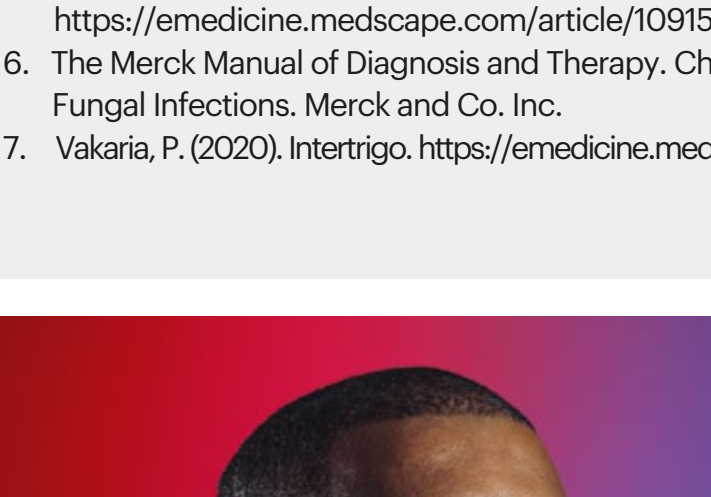 https://emedicine.medscape.com/article/10915
6. The Merck Manual of Diagnosis and Therapy. Ch
Fungal Infections. Merck and Co. Inc.
7. Vakaria, P. (2020). Intertrigo. https://emedicine.med